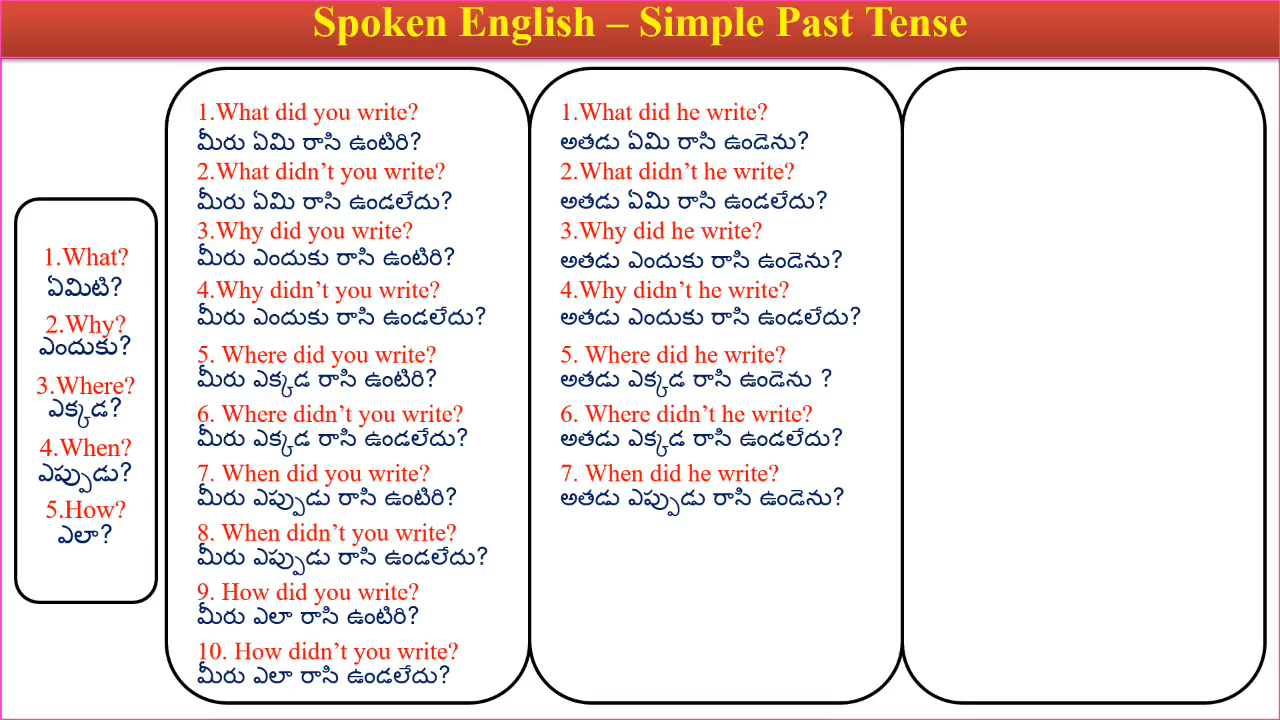 Spoken English – Simple Past Tense
1.What?
ఏమిటి?
2.Why?
ఎందుకు?
3.Where?
ఎక్కడ?
4.When?
ఎప్పుడు?
5.How?
ఎలా?
1.What did you write?
మీరు ఏమి రాసి ఉంటిరి?
2.What didn’t you write?
మీరు ఏమి రాసి ఉండలేదు?
3.Why did you write?
మీరు ఎందుకు రాసి ఉంటిరి?
4.Why didn’t you write?
మీరు ఎందుకు రాసి ఉండలేదు?
5. Where did you write?
మీరు ఎక్కడ రాసి ఉంటిరి?
6. Where didn’t you write?
మీరు ఎక్కడ రాసి ఉండలేదు?
7. When did you write?
మీరు ఎప్పుడు రాసి ఉంటిరి?
8. When didn’t you write?
మీరు ఎప్పుడు రాసి ఉండలేదు?
9. How did you write?
మీరు ఎలా రాసి ఉంటిరి?
10. How didn’t you write?
మీరు ఎలా రాసి ఉండలేదు?
1.What did he write?
అతడు ఏమి రాసి ఉండెను?
2.What didn’t he write?
అతడు ఏమి రాసి ఉండలేదు?
3.Why did he write?
అతడు ఎందుకు రాసి ఉండెను?
4.Why didn’t he write?
అతడు ఎందుకు రాసి ఉండలేదు?
5. Where did he write?
అతడు ఎక్కడ రాసి ఉండెను ?
6. Where didn’t he write?
అతడు ఎక్కడ రాసి ఉండలేదు?
7. When did he write?
అతడు ఎప్పుడు రాసి ఉండెను?